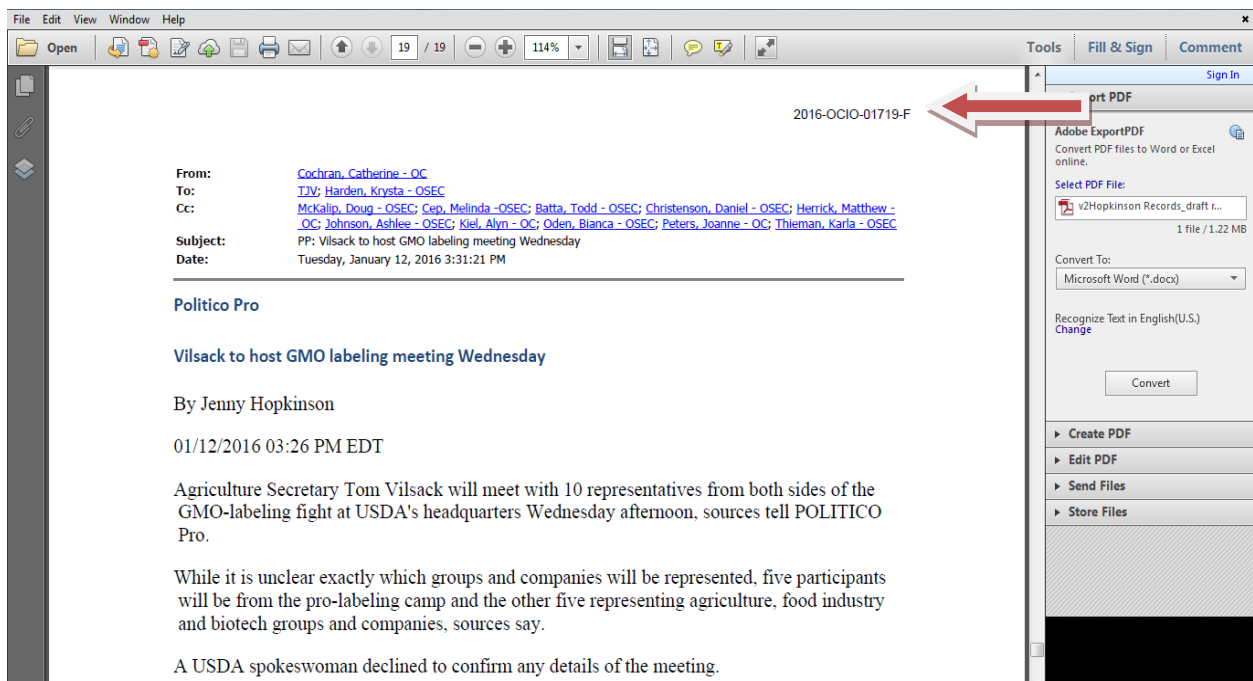 File Edit View Window Help
Open 19 / 19 114% Tools Fill & Sign Comment
Sign In
ort PDF
Adobe ExportPDF
Convert PDF files to Word or Excel
online.
Select PDF File:
v2Hopkinson Records_draft r...
1 file / 1.22 MB
Convert To:
Microsoft Word (*.docx)
Recognize Text in English(U.S.)
Change
Convert
Create PDF
Edit PDF
Send Files
Store Files
2016-OCIO-01719-F
From: Cochran, Catherine - OC
To: TJV; Harden, Krysta - OSEC
Cc: McKalip, Doug - OSEC; Cep, Melinda -OSEC; Batta, Todd - OSEC; Christenson, Daniel - OSEC; Herrick, Matthew -
OC; Johnson, Ashlee - OSEC; Kiel, Alyn - OC; Oden, Bianca - OSEC; Peters, Joanne - OC; Thieman, Karla - OSEC
Subject: PP: Vilsack to host GMO labeling meeting Wednesday
Date: Tuesday, January 12, 2016 3:31:21 PM
Politico Pro
Vilsack to host GMO labeling meeting Wednesday
By Jenny Hopkinson
01/12/2016 03:26 PM EDT
Agriculture Secretary Tom Vilsack will meet with 10 representatives from both sides of the
GMO-labeling fight at USDA's headquarters Wednesday afternoon, sources tell POLITICO
Pro.
While it is unclear exactly which groups and companies will be represented, five participants
will be from the pro-labeling camp and the other five representing agriculture, food industry
and biotech groups and companies, sources say.
A USDA spokeswoman declined to confirm any details of the meeting.